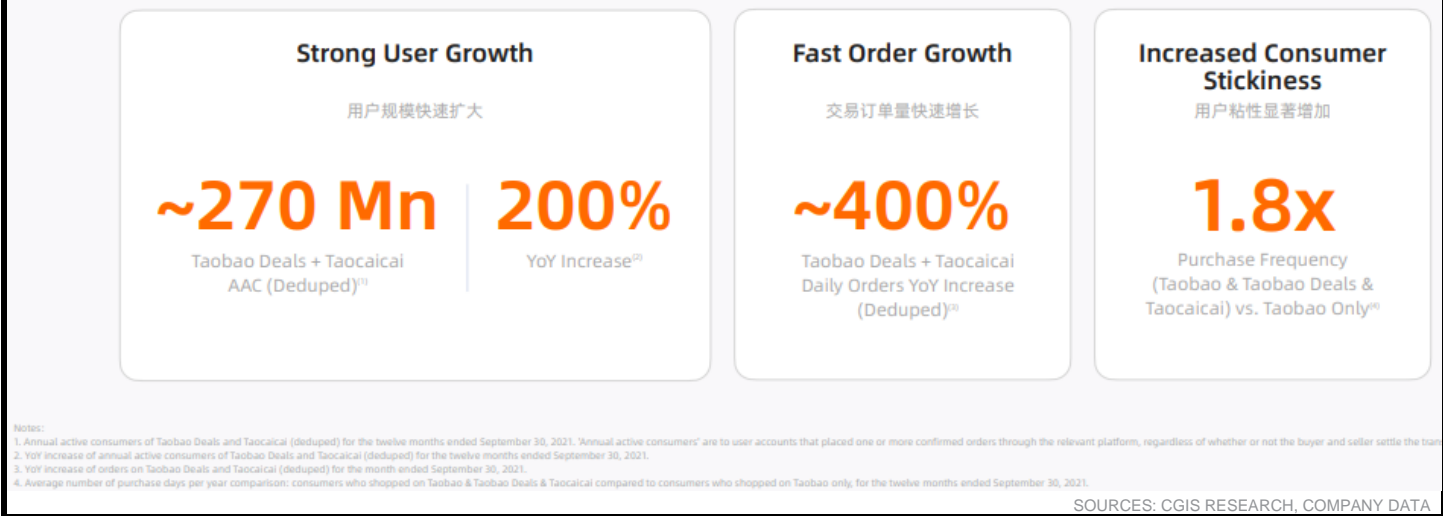 Strong User Growth
用户规模快速扩大
~270 Mn
Taobao Deals + Taocaicai
AAC (Deduped)(1)
200%
YoY Increase(2)
Fast Order Growth
交易订单量快速增长
~400%
Taobao Deals + Taocaicai
Daily Orders YoY Increase
(Deduped)(3)
Increased Consumer
Stickiness
用户粘性显著增加
1.8x
Purchase Frequency
(Taobao & Taobao Deals &
Taocaicai) vs. Taobao Only(4)
Notes:
1. Annual active consumers of Taobao Deals and Taocaicai (deduped) for the twelve months ended September 30, 2021. 'Annual active consumers' are to user accounts that placed one or more confirmed orders through the relevant platform, regardless of whether or not the buyer and seller settle the tran
2. YoY increase of annual active consumers of Taobao Deals and Taocaicai (deduped) for the twelve months ended September 30, 2021.
3. YoY increase of orders on Taobao Deals and Taocaicai (deduped) for the month ended September 30, 2021.
4. Average number of purchase days per year comparison: consumers who shopped on Taobao & Taobao Deals & Taocaicai compared to consumers who shopped on Taobao only, for the twelve months ended September 30, 2021.
SOURCES: CGIS RESEARCH, COMPANY DATA